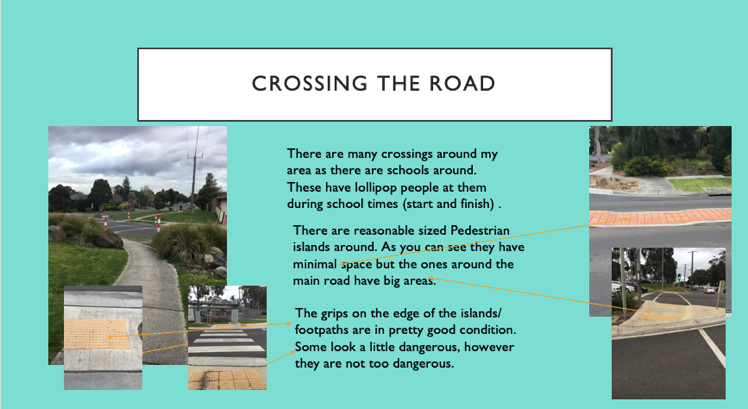 CROSSING THE ROAD
There are many crossings around my
area as there are schools around.
These have lollipop people at them
during school times (start and finish) .
There are reasonable sized Pedestrian
islands around. As you can see they have
minimal space but the ones around the
main road have big areas.
The grips on the edge of the islands/
footpaths are in pretty good condition.
Some look a little dangerous, however
they are not too dangerous.